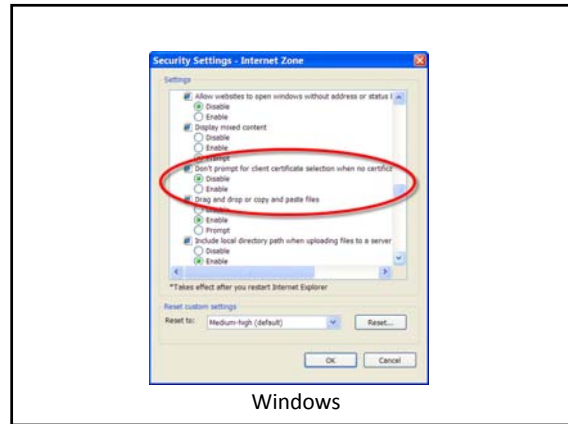 Security Settings - Internet Zone
Settings
Allow websites to open windows without address or status
Disable
Enable
Display mixed content
Disable
Enable
Prompt
Don't prompt for client certificate selection when no certific
Disable
Enable
Drag and drop or copy and paste files
Disable
Enable
Prompt
Include local directory path when uploading files to a server
Disable
Enable
*Takes effect after you restart Internet Explorer
Reset custom settings
Reset to:
Medium-high (default)
Reset...
OK
Cancel
Windows